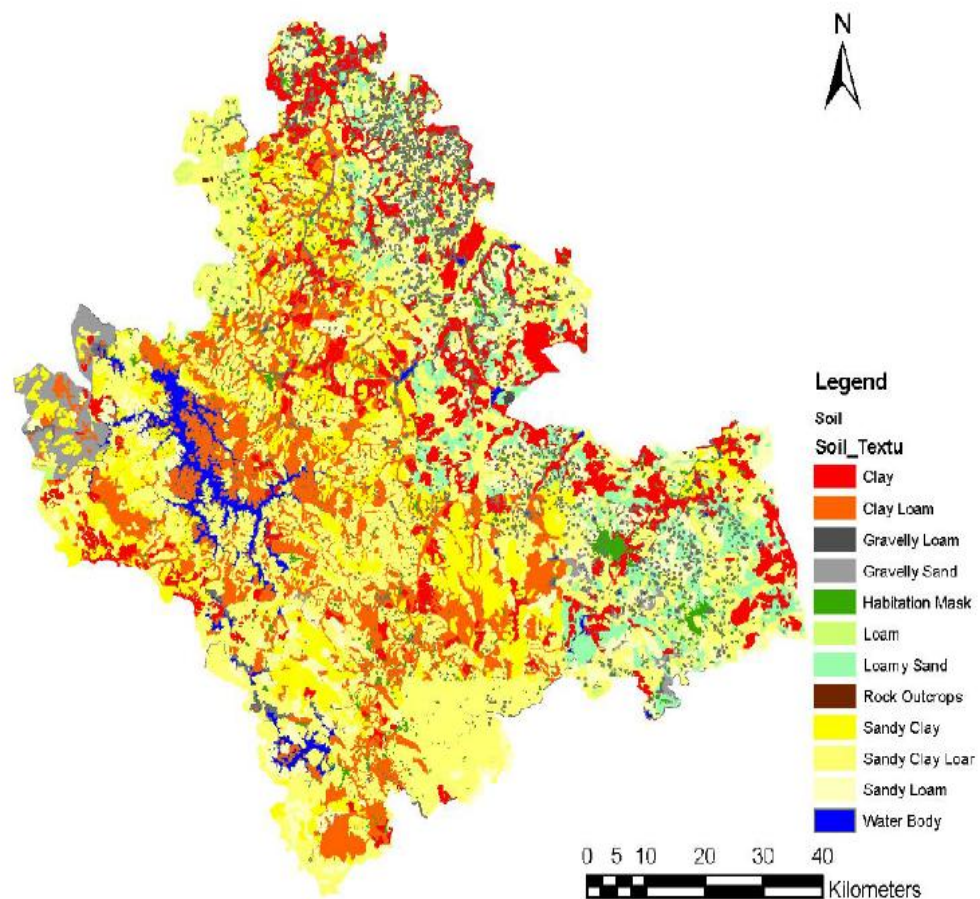 N
Legend
Soil
Soil_Textu
Clay
Clay Loam
Gravelly Loam
Gravelly Sand
Habitation Mask
Loam
Loamy Sand
Rock Outcrops
Sandy Clay
Sandy Clay Loar
Sandy Loam
Water Body
0 5 10 20 30 40
Kilometers